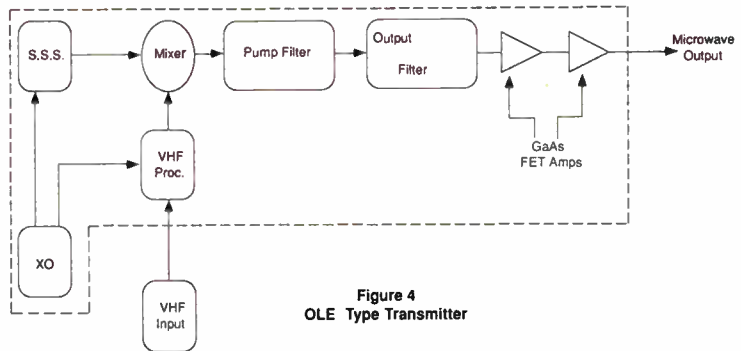 S.S.S.
Mixer
Pump Filter
Output
Filter
Microwave
Output
GaAs
FET Amps
VHF
Proc.
XO
VHF
Input
Figure 4
OLE Type Transmitter